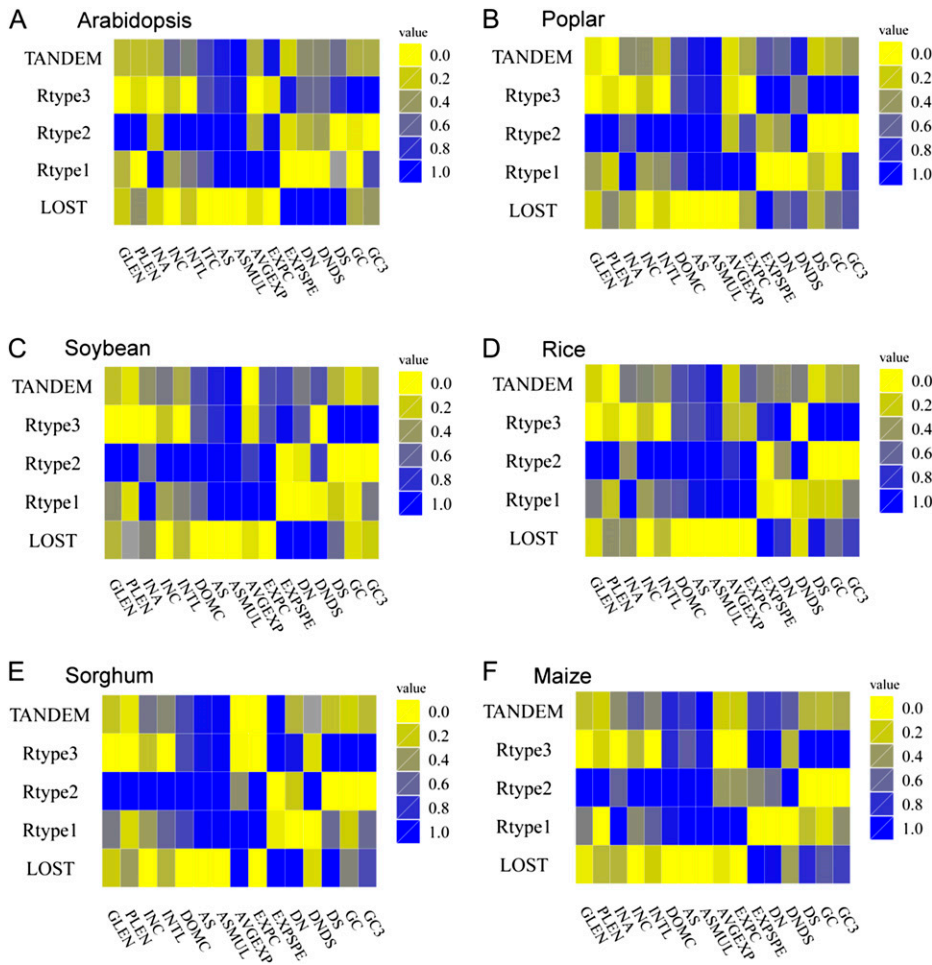 A Arabidopsis
value
TANDEM
Rtype3
Rtype2
Rtype1
LOST
0.0
0.2
0.4
0.6
0.8
1.0
GLEN PLEN INA INC INTL ITC AS ASMUL AVGEXP EXPC EXPSPE DN DNDS DS GC GC3
B Poplar
value
TANDEM
Rtype3
Rtype2
Rtype1
LOST
0.0
0.2
0.4
0.6
0.8
1.0
GLEN PLEN INA INC INTL DOMC AS ASMUL AVGEXP EXPC EXPSPE DN DNDS DS GC GC3
C Soybean
value
TANDEM
Rtype3
Rtype2
Rtype1
LOST
0.0
0.2
0.4
0.6
0.8
1.0
GLEN PLEN INA INC INTL DOMC AS ASMUL AVGEXP EXPC EXPSPE DN DNDS DS GC GC3
D Rice
value
TANDEM
Rtype3
Rtype2
Rtype1
LOST
0.0
0.2
0.4
0.6
0.8
1.0
GLEN PLEN INA INC INTL DOMC AS ASMUL AVGEXP EXPC EXPSPE DN DNDS DS GC GC3
E Sorghum
value
TANDEM
Rtype3
Rtype2
Rtype1
LOST
0.0
0.2
0.4
0.6
0.8
1.0
GLEN PLEN INC INTL DOMC AS ASMUL AVGEXP EXPC EXPSPE DN DNDS DS GC GC3
F Maize
value
TANDEM
Rtype3
Rtype2
Rtype1
LOST
0.0
0.2
0.4
0.6
0.8
1.0
GLEN PLEN INA INC INTL DOMC AS ASMUL AVGEXP EXPC EXPSPE DN DNDS DS GC GC3